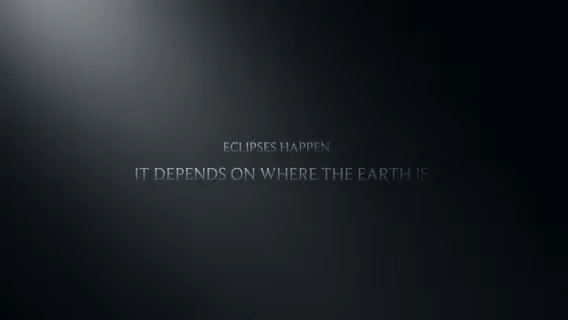 ECLIPSES HAPPEN
IT DEPENDS ON WHERE THE EARTH IS